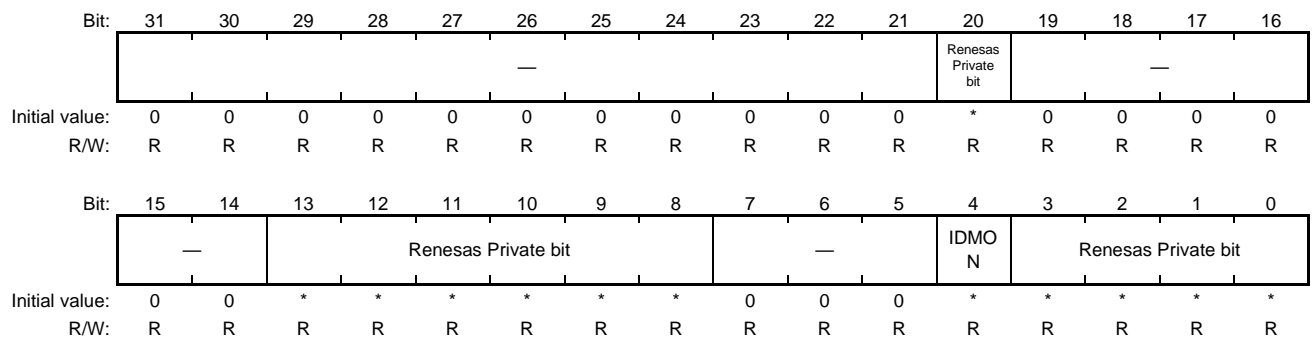 Bit: 31 30 29 28 27 26 25 24 23 22 21 20 19 18 17 16
— Renesas Private bit —
Initial value: 0 0 0 0 0 0 0 0 0 0 0 * 0 0 0 0
R/W: R R R R R R R R R R R R R R R R
Bit: 15 14 13 12 11 10 9 8 7 6 5 4 3 2 1 0
— Renesas Private bit — IDMO N Renesas Private bit
Initial value: 0 0 * * * * * * 0 0 0 * * * * *
R/W: R R R R R R R R R R R R R R R R